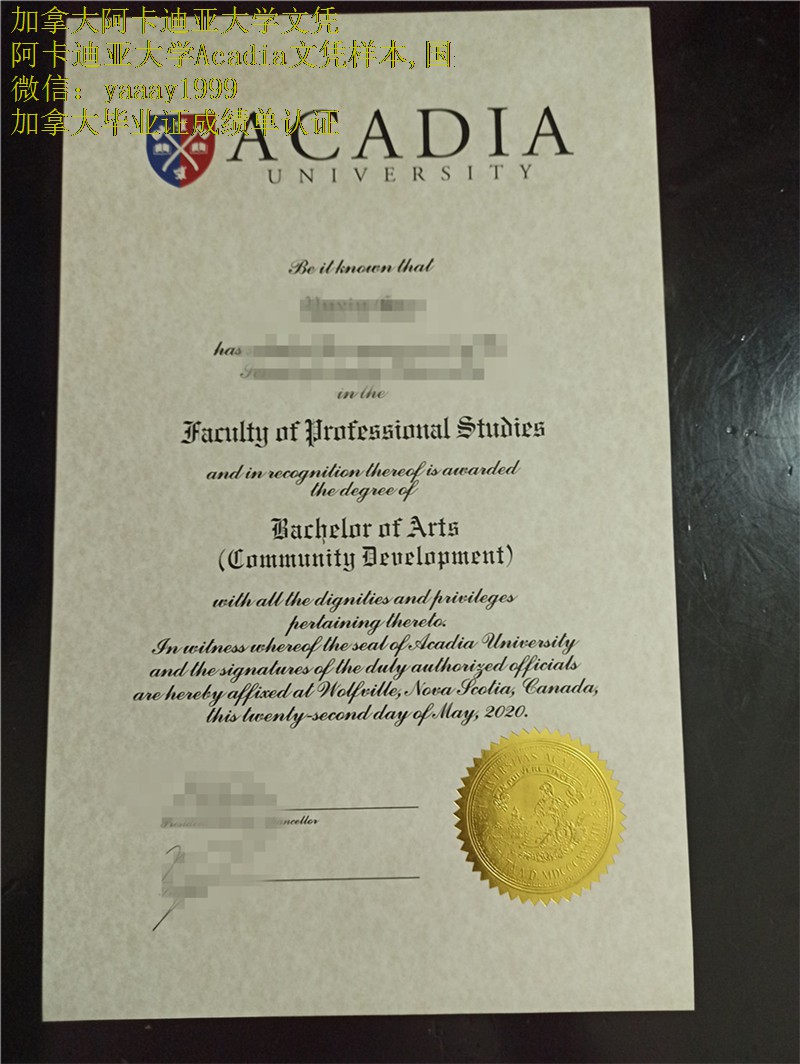 加拿大阿卡迪亚大学文凭
阿卡迪亚大学Acadia文凭样本,国
微信: yaaay1999
加拿大毕业证成绩单认证
ACADIA
UNIVERSITY
Be it known that
has
in the
Faculty of Professional Studies
and in recognition thereof is awarded
the degree of
Bachelor of Arts
(Community Development)
with all the dignities and privileges
pertaining thereto.
In witness whereof the seal of Acadia University
and the signatures of the duly authorized officials
are hereby affixed at Wolfville, Nova Scotia, Canada,
this twenty-second day of May, 2020.